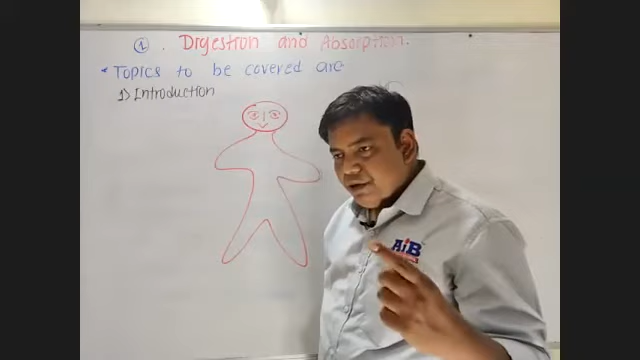 ① . Digestion and Absorption.
* Topics to be covered are
1) Introduction
AiB